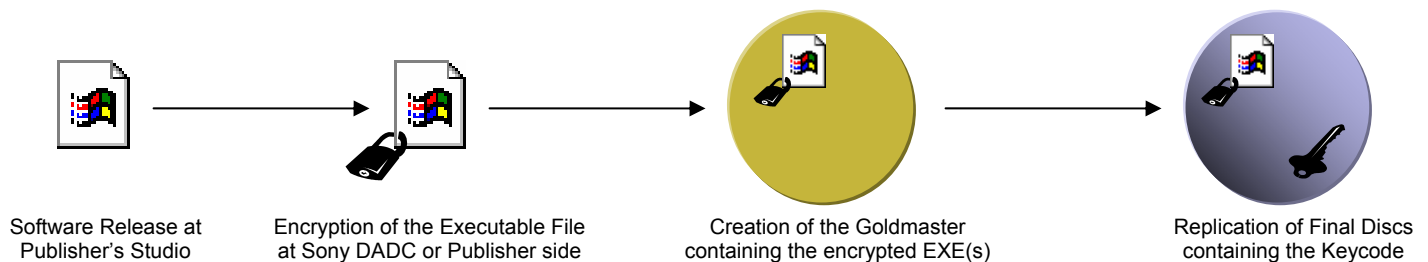 Software Release at
Publisher's Studio
Encryption of the Executable File
at Sony DADC or Publisher side
Creation of the Goldmaster
containing the encrypted EXE(s)
Replication of Final Discs
containing the Keycode